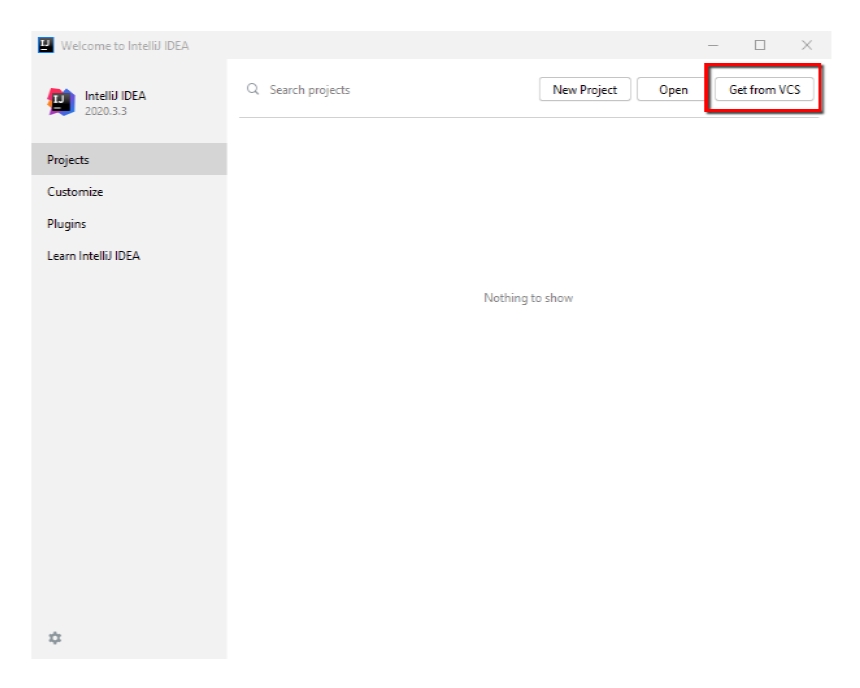 Welcome to IntelliJ IDEA
IntelliJ IDEA
2020.3.3
Search projects
New Project
Open
Get from VCS
Projects
Customize
Plugins
Learn IntelliJ IDEA
Nothing to show